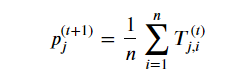 p_j^{(t+1)} = \frac{1}{n} \sum_{i=1}^{n} T_{j,i}^{(t)}